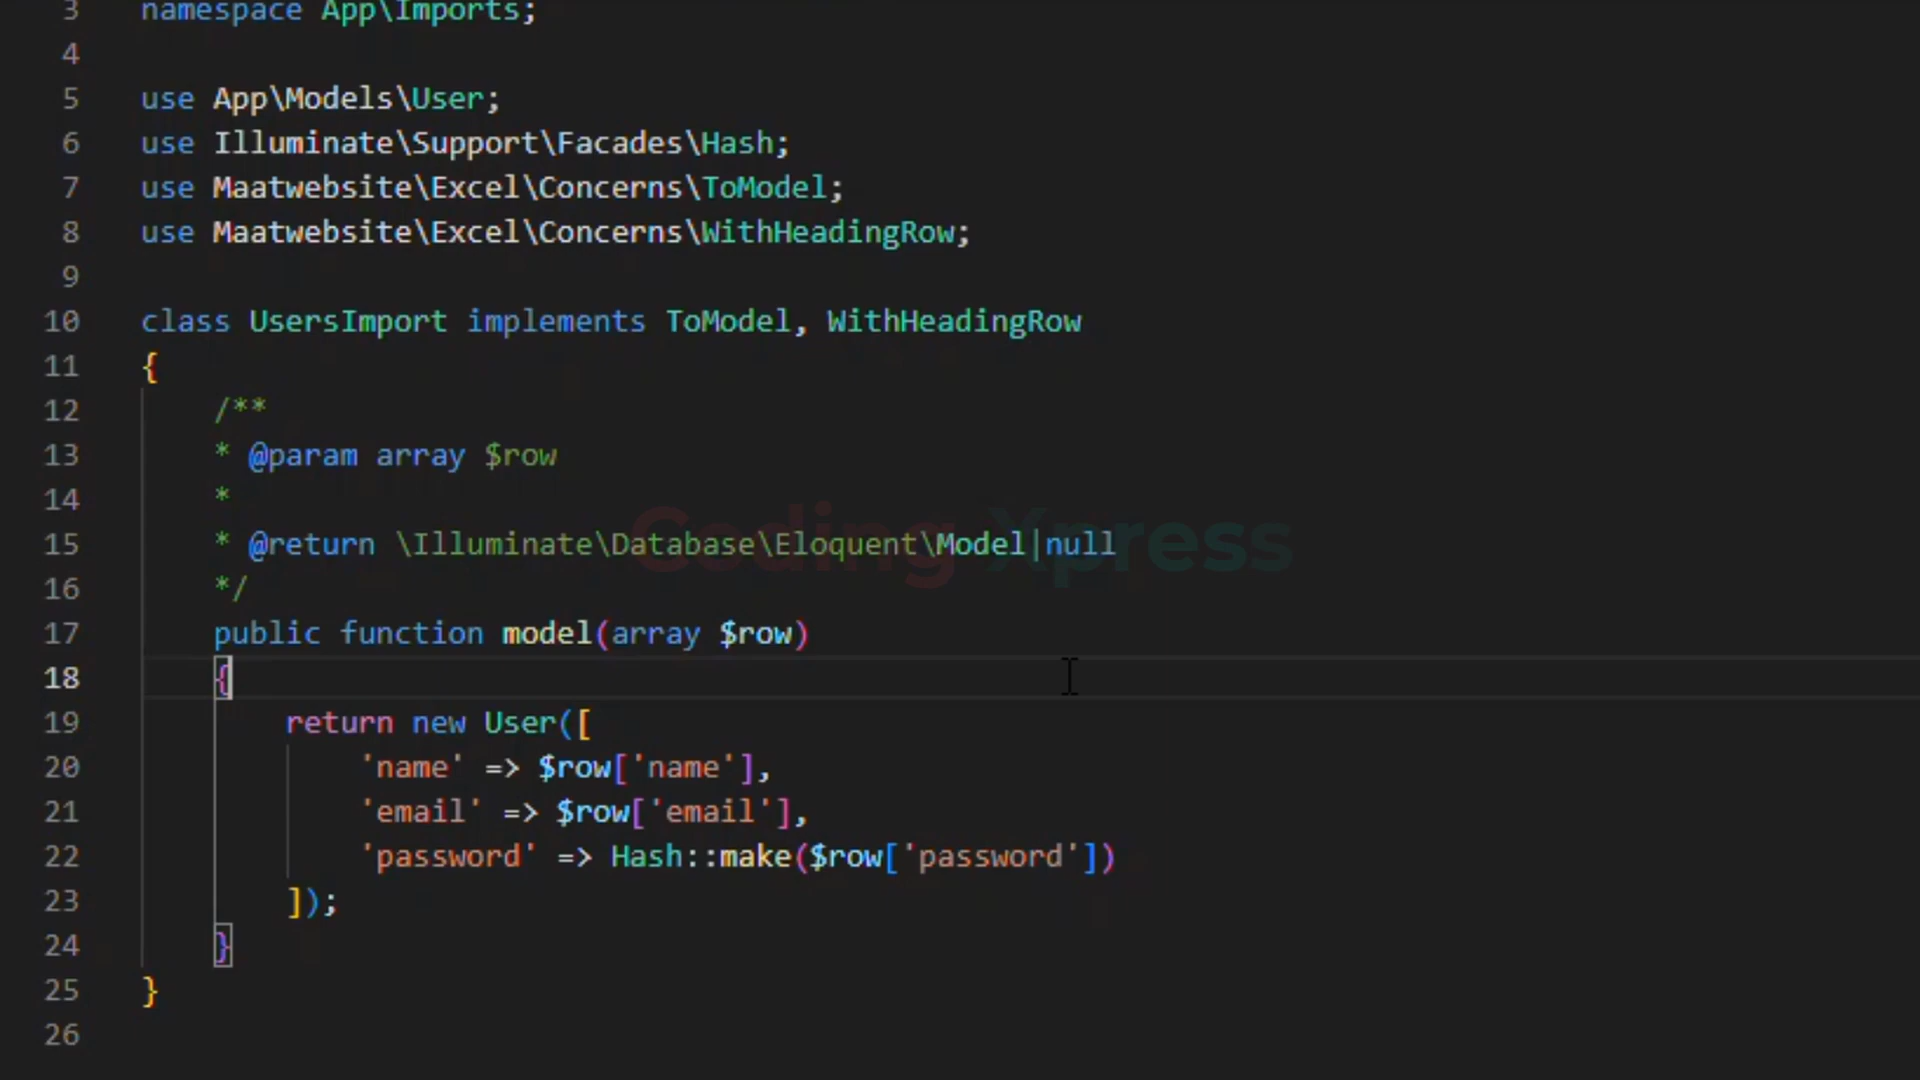 3 namespace App\Imports;
4
5 use App\Models\User;
6 use Illuminate\Support\Facades\Hash;
7 use Maatwebsite\Excel\Concerns\ToModel;
8 use Maatwebsite\Excel\Concerns\WithHeadingRow;
9
10 class UsersImport implements ToModel, WithHeadingRow
11 {
12 /**
13 * @param array $row
14 *
Coding Xpress
15 * @return \Illuminate\Database\Eloquent\Model|null
16 */
17 public function model(array $row)
18 {
19 return new User([
20 'name' => $row['name'],
21 'email' => $row['email'],
22 'password' => Hash::make($row['password'])
23 ]);
24 }
25 }
26